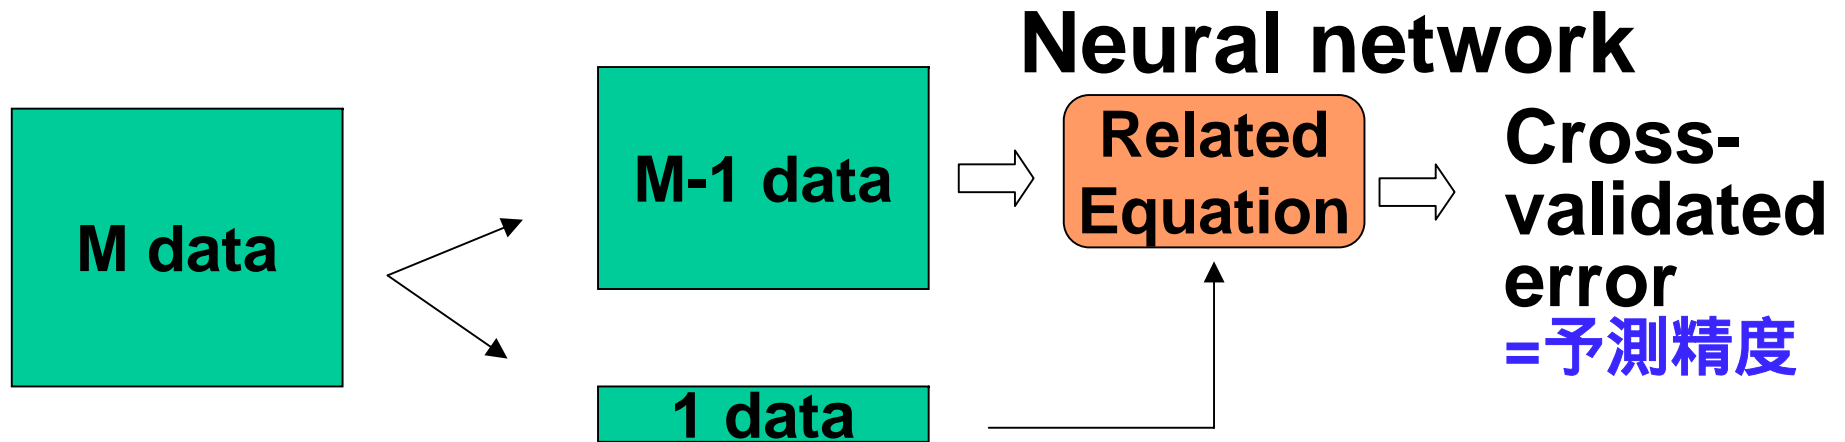 Neural network
M data
M-1 data
1 data
Related
Equation
Cross-
validated
error
=予測精度